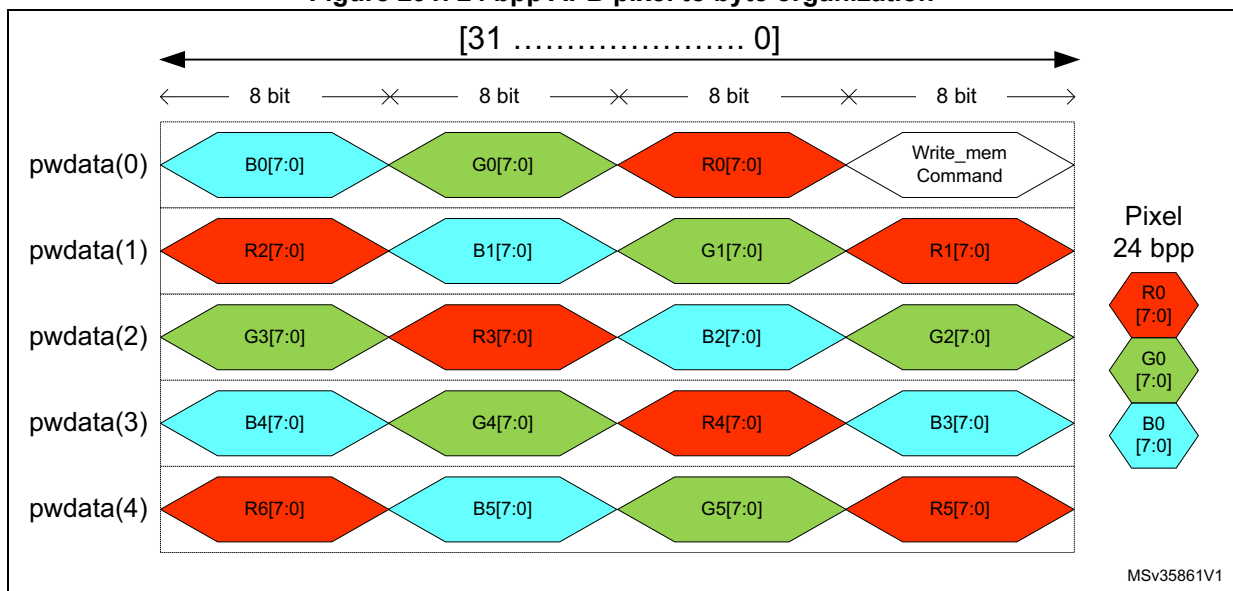 [31 ………………… 0]
8 bit 8 bit 8 bit 8 bit
pwdata(0) B0[7:0] G0[7:0] R0[7:0] Write_mem
Command
pwdata(1) R2[7:0] B1[7:0] G1[7:0] R1[7:0]
pwdata(2) G3[7:0] R3[7:0] B2[7:0] G2[7:0]
pwdata(3) B4[7:0] G4[7:0] R4[7:0] B3[7:0]
pwdata(4) R6[7:0] B5[7:0] G5[7:0] R5[7:0]
Pixel
24 bpp
R0
[7:0]
G0
[7:0]
B0
[7:0]
MSv35861V1